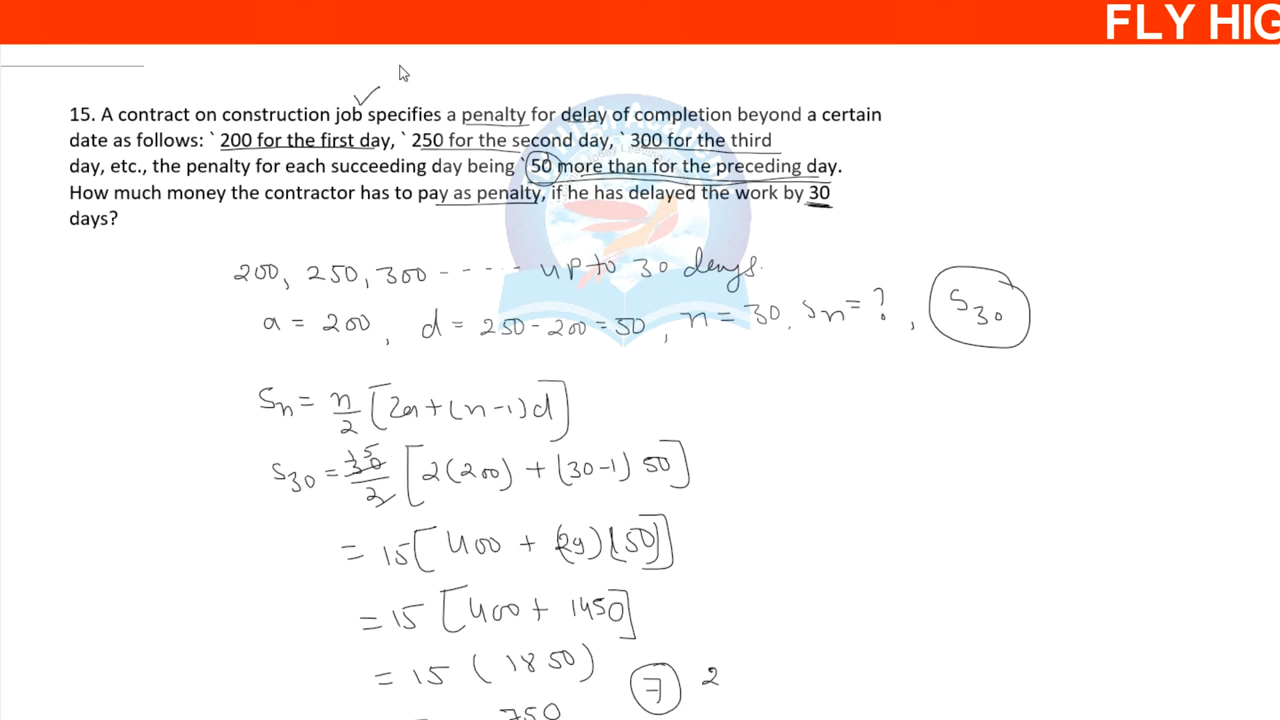 FLY HIG
15. A contract on construction job specifies a penalty for delay of completion beyond a certain
date as follows: ` 200 for the first day, ` 250 for the second day, ` 300 for the third
day, etc., the penalty for each succeeding day being ` 50 more than for the preceding day.
How much money the contractor has to pay as penalty, if he has delayed the work by 30
days?
200, 250, 300 - - - - - up to 30 days.
a = 200, d = 250 - 200 = 50, n = 30, Sn = ?, S30
Sn = n/2 [2a + (n-1)d]
S30 = 30/2 15 [2(200) + (30-1) 50]
= 15 [400 + (29)(50)]
= 15 [400 + 1450]
= 15 (1850) 7 2
= 750